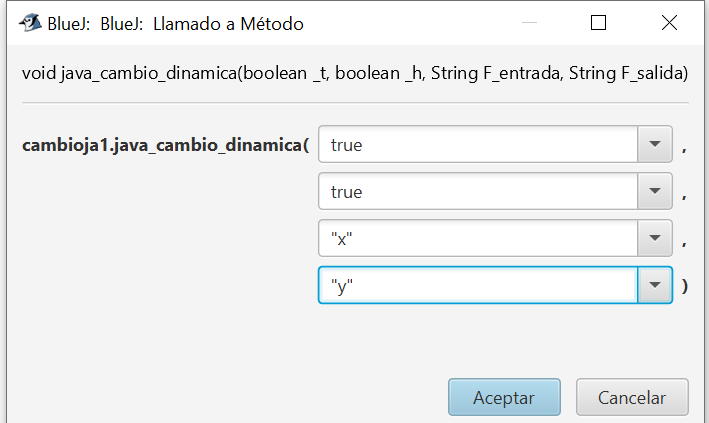 BlueJ: BlueJ: Llamado a Método
void java_cambio_dinamica(boolean _t, boolean _h, String F_entrada, String F_salida)
cambioja1.java_cambio_dinamica( true ,
true ,
"x" ,
"y" )
Aceptar Cancelar